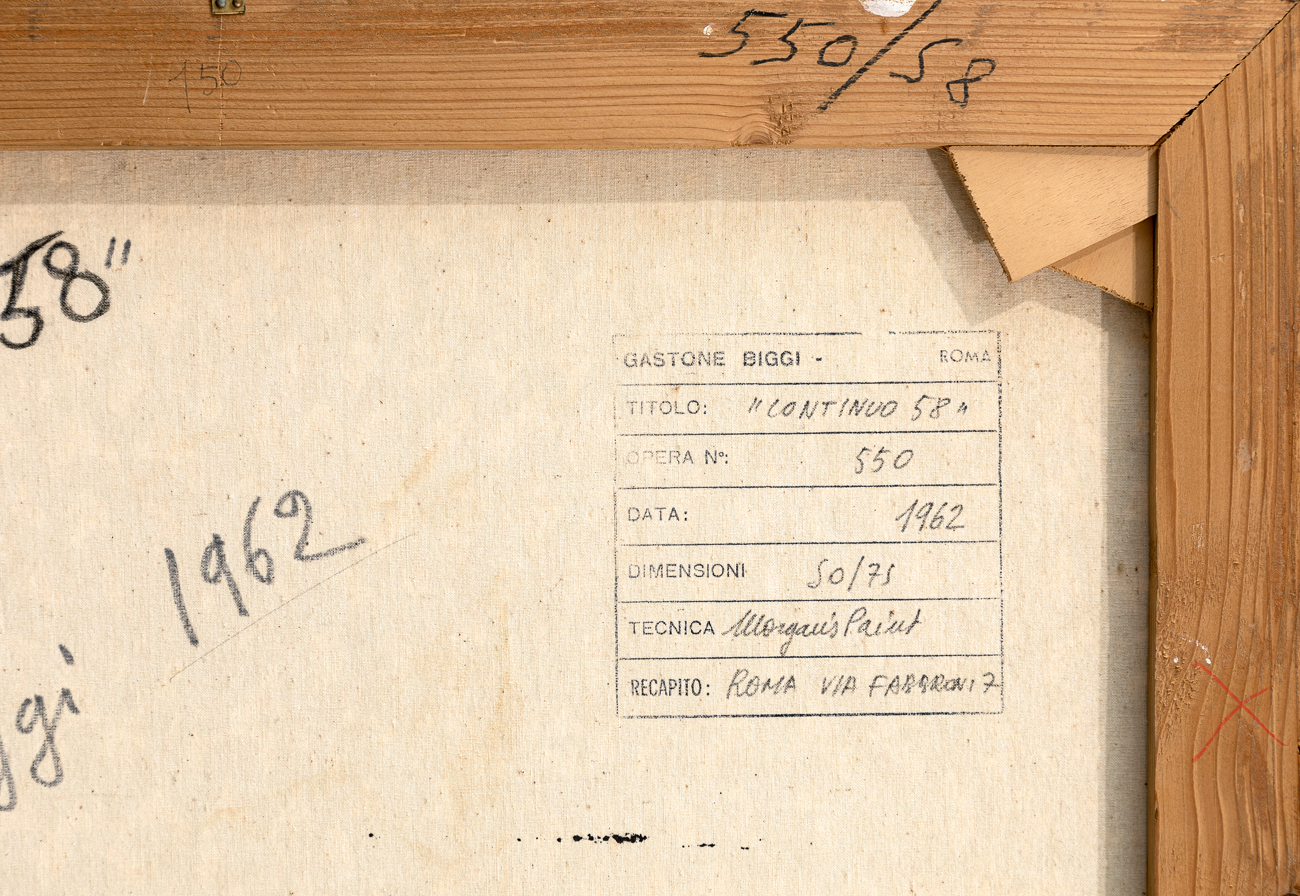 550/58
150
58"
GASTONE BIGGI - ROMA
TITOLO: "CONTINUO 58"
OPERA N°: 550
DATA: 1962
DIMENSIONI 50/75
TECNICA Morgan's Paint
RECAPITO: ROMA VIA FABBRONI 7
1962
ggi